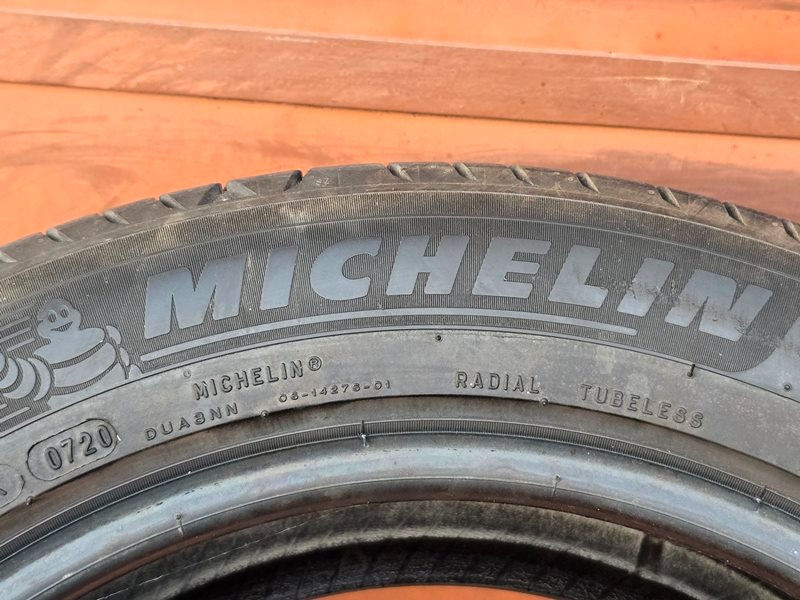 MICHELIN
MICHELIN® RADIAL TUBELESS
DUA3NN 06-14276-01
0720